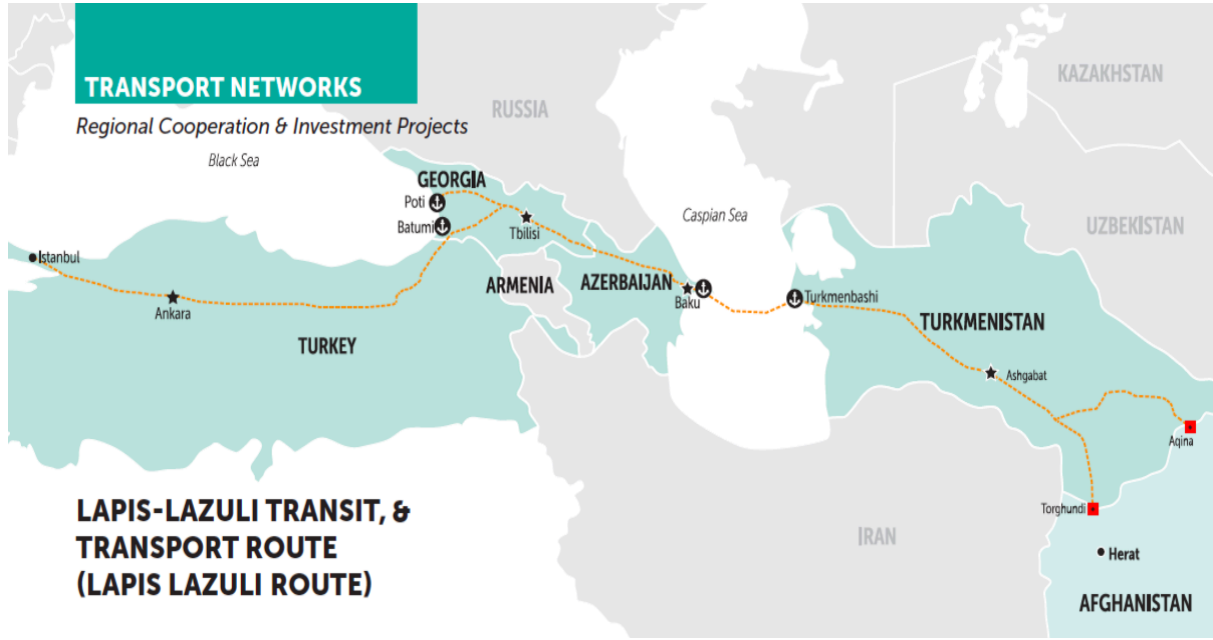 TRANSPORT NETWORKS
Regional Cooperation & Investment Projects
Black Sea
RUSSIA
KAZAKHSTAN
GEORGIA
Poti
Batumi
Tbilisi
Caspian Sea
UZBEKISTAN
Istanbul
Ankara
TURKEY
ARMENIA
AZERBAIJAN
Baku
Turkmenbashi
TURKMENISTAN
Ashgabat
Aqina
Torghundi
IRAN
Herat
AFGHANISTAN
LAPIS-LAZULI TRANSIT, &
TRANSPORT ROUTE
(LAPIS LAZULI ROUTE)